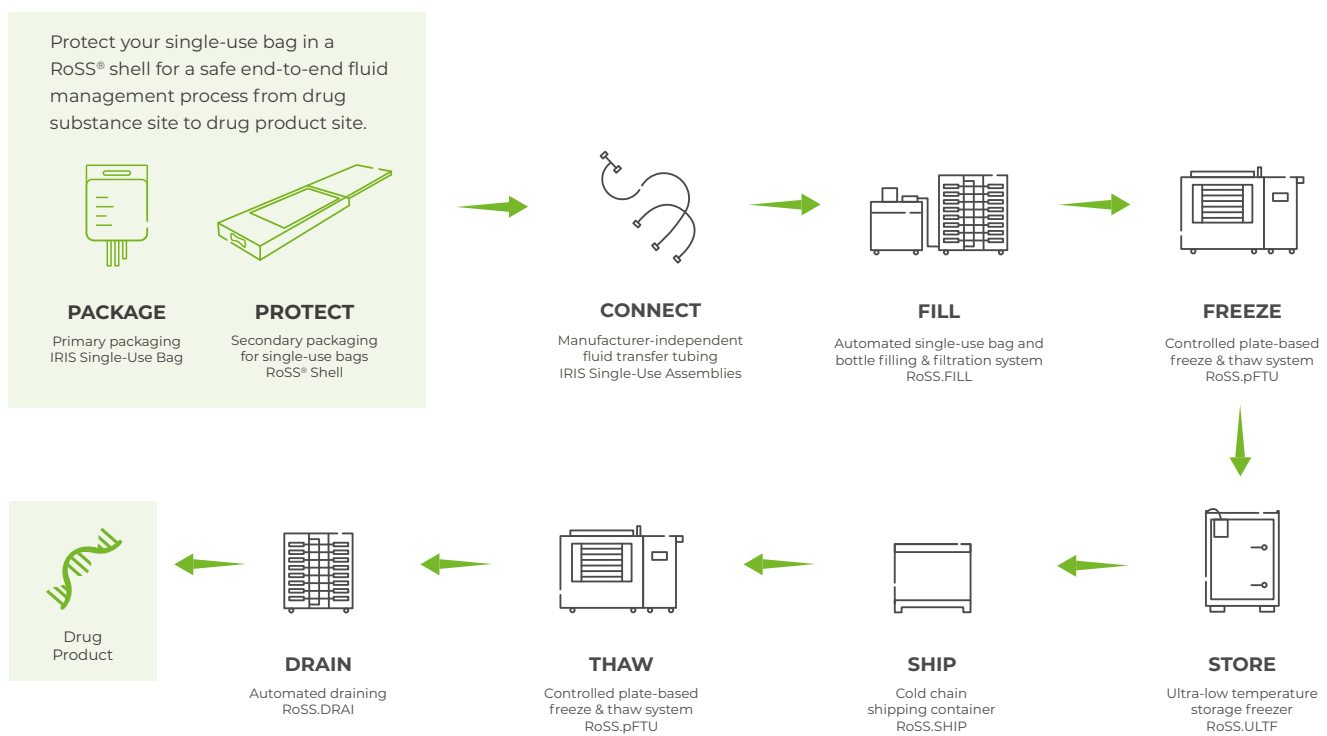 Protect your single-use bag in a
RoSS® shell for a safe end-to-end fluid
management process from drug
substance site to drug product site.
PACKAGE
Primary packaging
IRIS Single-Use Bag
PROTECT
Secondary packaging
for single-use bags
RoSS® Shell
CONNECT
Manufacturer-independent
fluid transfer tubing
IRIS Single-Use Assemblies
FILL
Automated single-use bag and
bottle filling & filtration system
RoSS.FILL
FREEZE
Controlled plate-based
freeze & thaw system
RoSS.pFTU
Drug
Product
DRAIN
Automated draining
RoSS.DRAI
THAW
Controlled plate-based
freeze & thaw system
RoSS.pFTU
SHIP
Cold chain
shipping container
RoSS.SHIP
STORE
Ultra-low temperature
storage freezer
RoSS.ULTF